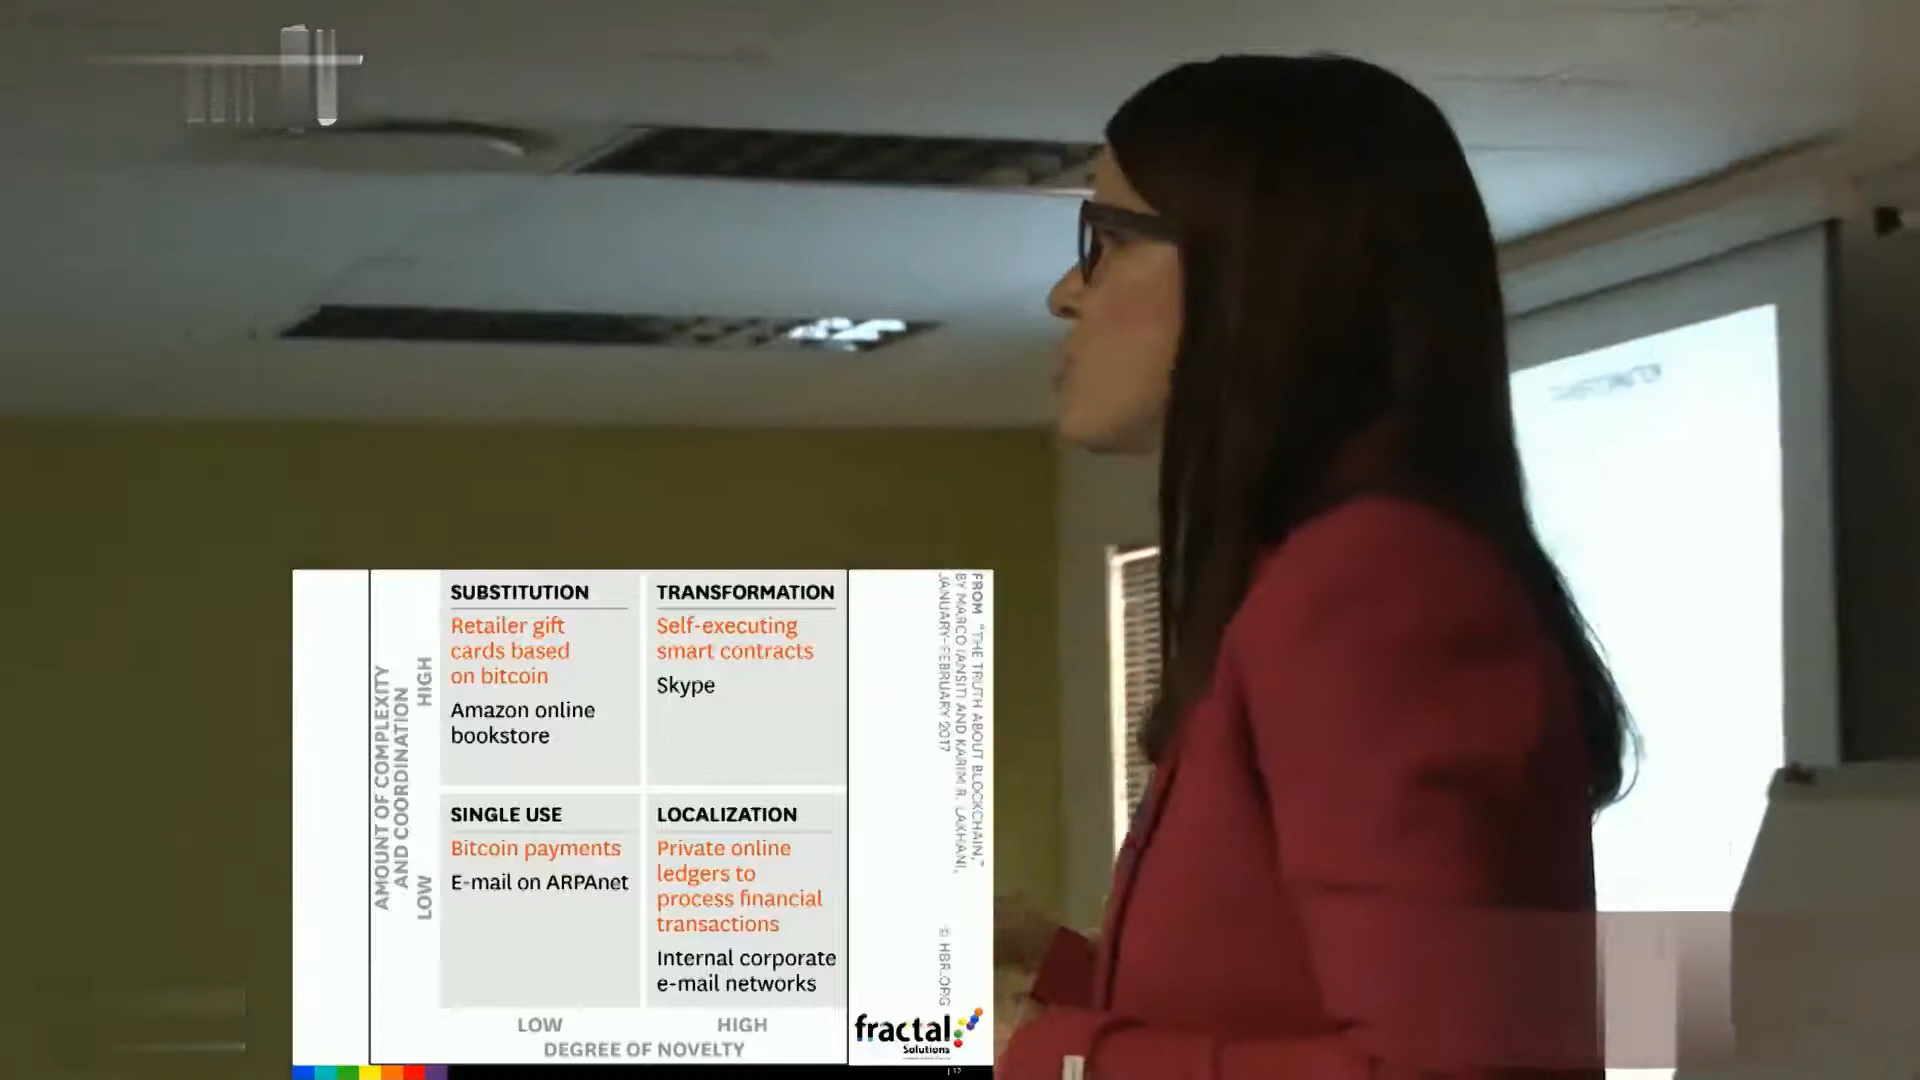 SUBSTITUTION
Retailer gift
cards based
on bitcoin
Amazon online
bookstore
TRANSFORMATION
Self-executing
smart contracts
Skype
SINGLE USE
Bitcoin payments
E-mail on ARPAnet
LOCALIZATION
Private online
ledgers to
process financial
transactions
Internal corporate
e-mail networks
AMOUNT OF COMPLEXITY
AND COORDINATION
HIGH
LOW
LOW
HIGH
DEGREE OF NOVELTY
FROM "THE TRUTH ABOUT BLOCKCHAIN,"
BY MARCO IANSITI AND KARIM R. LAKHANI,
JANUARY–FEBRUARY 2017
© HBR.ORG
fractal
Solutions